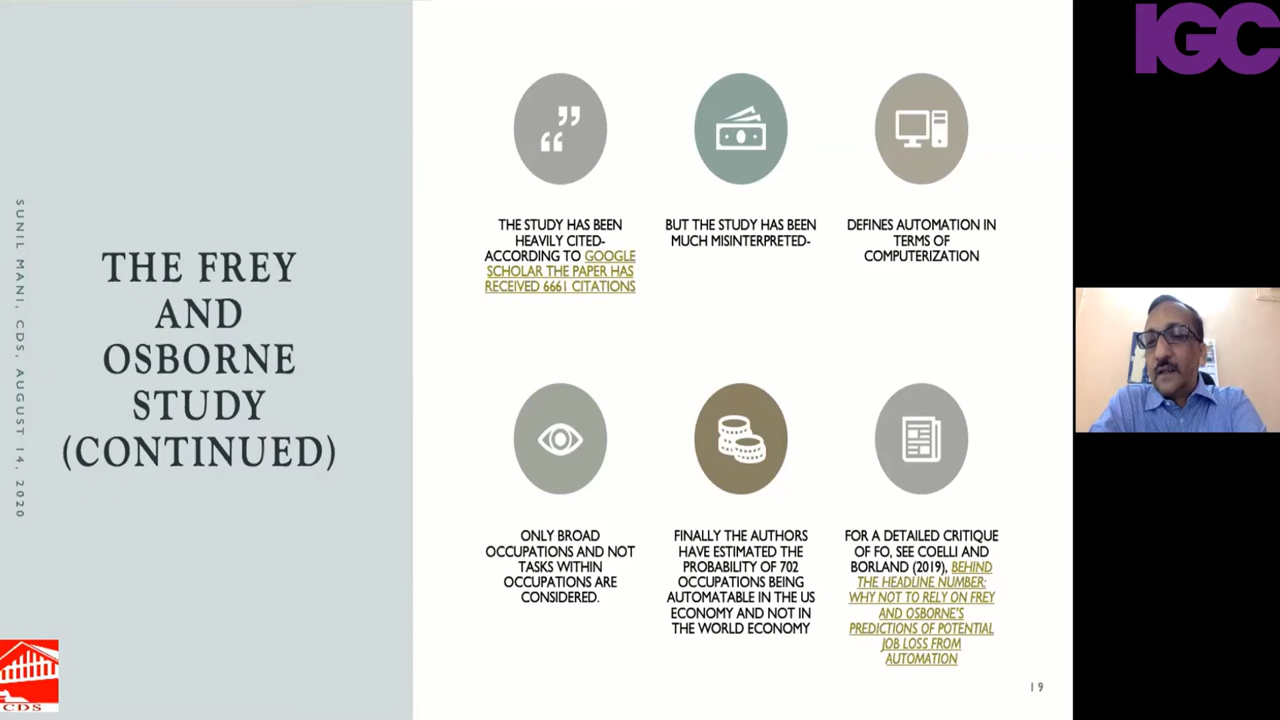 SUNIL MANI, CDS, AUGUST 14, 2020
THE FREY
AND
OSBORNE
STUDY
(CONTINUED)
THE STUDY HAS BEEN
HEAVILY CITED-
ACCORDING TO GOOGLE
SCHOLAR THE PAPER HAS
RECEIVED 6661 CITATIONS
BUT THE STUDY HAS BEEN
MUCH MISINTERPRETED-
DEFINES AUTOMATION IN
TERMS OF
COMPUTERIZATION
ONLY BROAD
OCCUPATIONS AND NOT
TASKS WITHIN
OCCUPATIONS ARE
CONSIDERED.
FINALLY THE AUTHORS
HAVE ESTIMATED THE
PROBABILITY OF 702
OCCUPATIONS BEING
AUTOMATABLE IN THE US
ECONOMY AND NOT IN
THE WORLD ECONOMY
FOR A DETAILED CRITIQUE
OF FO, SEE COELLI AND
BORLAND (2019), BEHIND
THE HEADLINE NUMBER:
WHY NOT TO RELY ON FREY
AND OSBORNE'S
PREDICTIONS OF POTENTIAL
JOB LOSS FROM
AUTOMATION
19
CDS
IGC